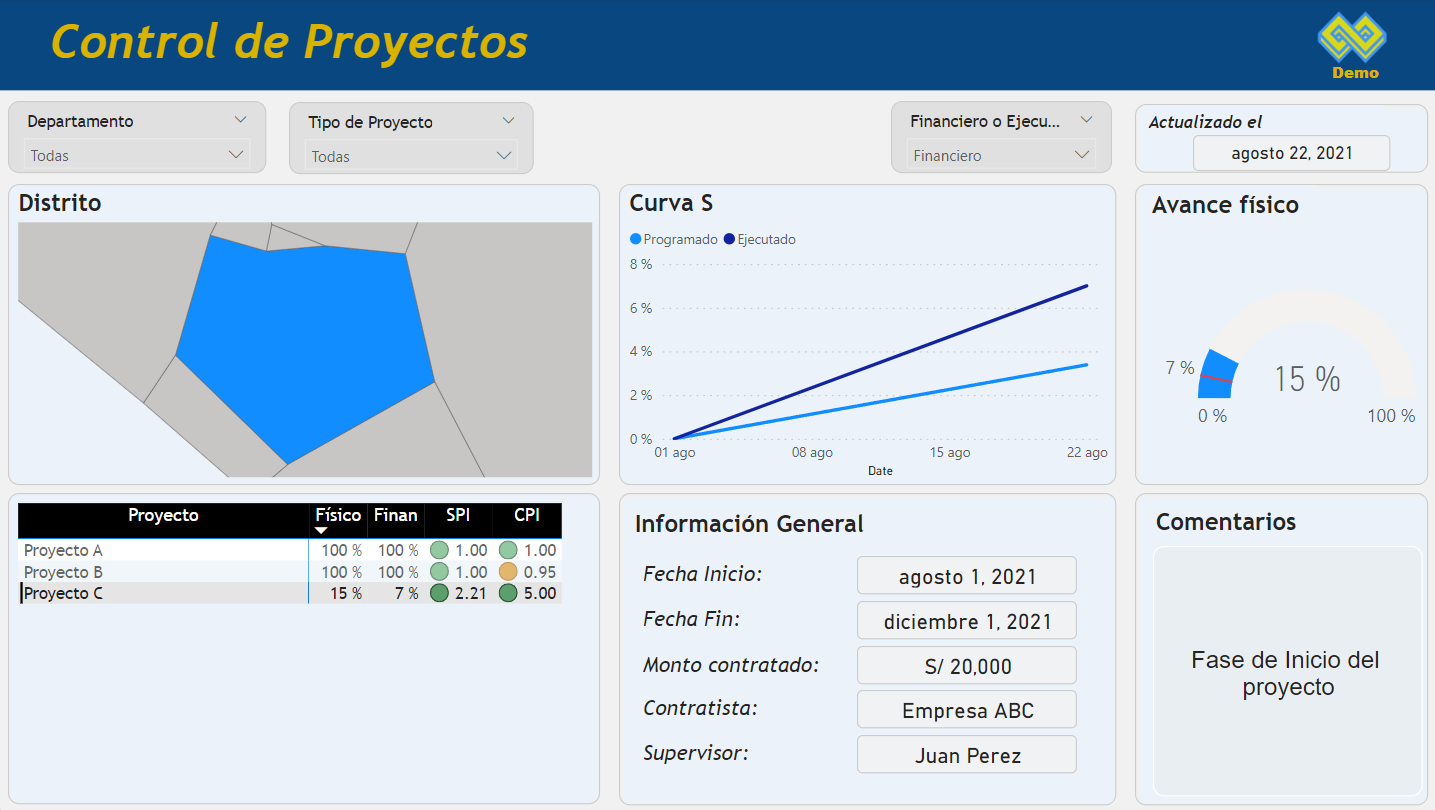 Control de Proyectos
Demo
Departamento
Todas
Tipo de Proyecto
Todas
Financiero o Ejecu...
Financiero
Actualizado el
agosto 22, 2021
Distrito
Curva S
Programado Ejecutado
8 %
6 %
4 %
2 %
0 %
01 ago 08 ago 15 ago 22 ago
Date
Avance físico
7 %
15 %
0 % 100 %
Proyecto Físico Finan SPI CPI
Proyecto A 100 % 100 % 1.00 1.00
Proyecto B 100 % 100 % 1.00 0.95
Proyecto C 15 % 7 % 2.21 5.00
Información General
Fecha Inicio: agosto 1, 2021
Fecha Fin: diciembre 1, 2021
Monto contratado: S/ 20,000
Contratista: Empresa ABC
Supervisor: Juan Perez
Comentarios
Fase de Inicio del
proyecto